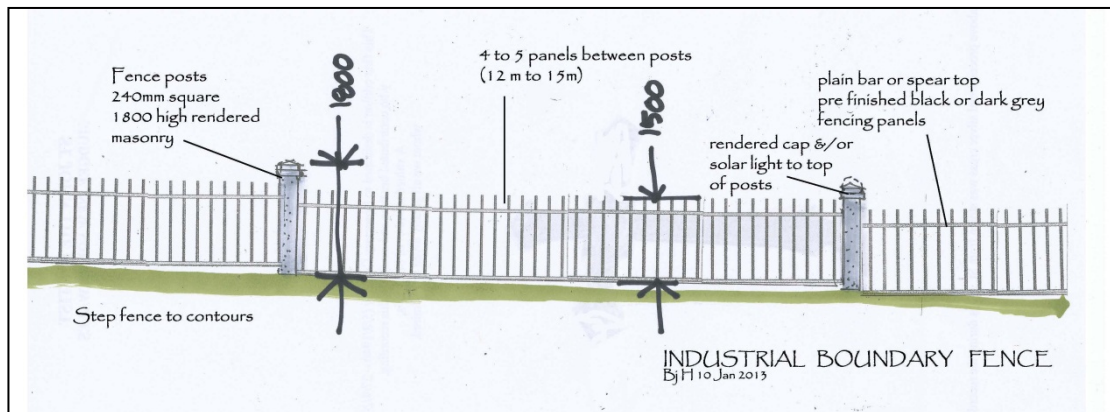 Fence posts
240mm square
1800 high rendered
masonry
1800
4 to 5 panels between posts
(12 m to 15m)
1500
rendered cap &/or
solar light to top
of posts
plain bar or spear top
pre finished black or dark grey
fencing panels
Step fence to contours
INDUSTRIAL BOUNDARY FENCE
Bj H 10 Jan 2013